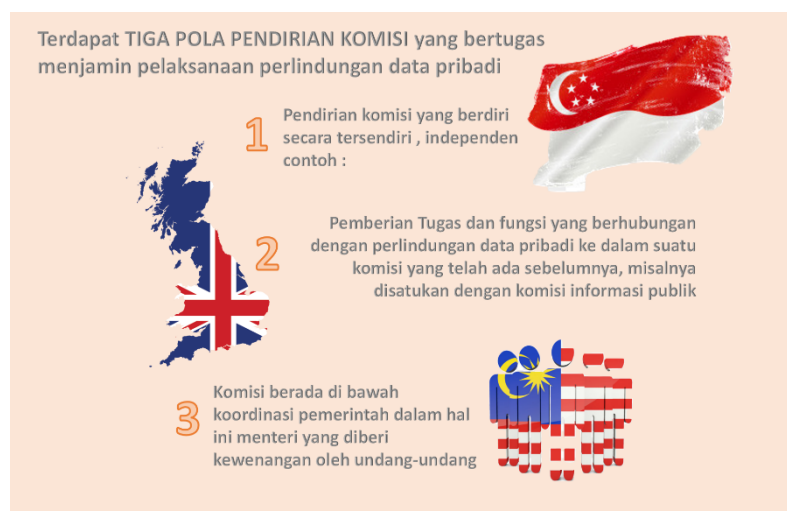 Terdapat TIGA POLA PENDIRIAN KOMISI yang bertugas
menjamin pelaksanaan perlindungan data pribadi
1
Pendirian komisi yang berdiri
secara tersendiri , independen
contoh :
2
Pemberian Tugas dan fungsi yang berhubungan
dengan perlindungan data pribadi ke dalam suatu
komisi yang telah ada sebelumnya, misalnya
disatukan dengan komisi informasi publik
3
Komisi berada di bawah
koordinasi pemerintah dalam hal
ini menteri yang diberi
kewenangan oleh undang-undang